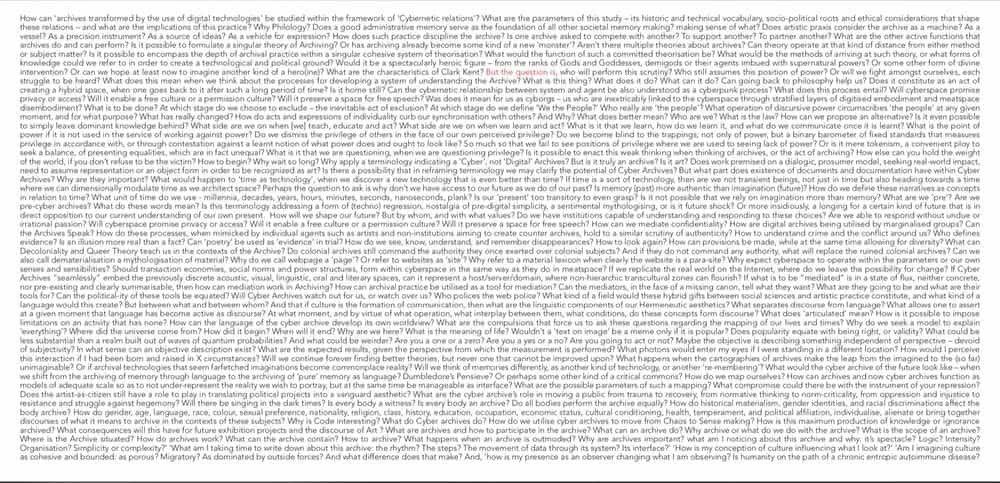 How can 'archives transformed by the use of digital technologies' be studied within the framework of 'Cybernetic relations'? What are the parameters of this study – its historic and technical vocabulary, socio-political roots and ethical considerations that shape
these relations – and what are the implications of this practice? Why Philology? Does a good administrative memory serve as the foundation of all other societal memory making? making sense of what? Does artistic praxis consider the archive as a machine? As a
vessel? As a precision instrument? As a source of ideas? As a vehicle for expression? How does such practice discipline the archive? Is one archive asked to compete with another? To support another? To partner another? What are the other active functions that
archives do and can perform? Is it possible to formulate a singular theory of Archiving? Or has archiving already become some kind of a new 'monster'? Aren't there multiple theories about archives? Can theory operate at that kind of distance from either method
or subject matter? Is it possible to encompass the depth of archival practice within a singular cohesive system of theorisation? What would the function of such a committed theorisation be? What would be the methods of arriving at such theory, or what forms of
knowledge could we refer to in order to create a technological and political ground? Would it be a spectacularly heroic figure – from the ranks of Gods and Goddesses, demigods or their agents imbued with supernatural powers? Or some other form of divine
intervention? Or can we hope at least now to imagine another kind of a hero(ine)? What are the characteristics of Clark Kent? But the question is, who will perform this scrutiny? Who still assumes this position of power? Or will we fight amongst ourselves, each
struggle to be heard? What does this mean when we think about the processes for developing a system of understanding the Archive? What is this thing? What does it do? What can it do? Can going back to philosophy help us? Does it constitute an act of
creating a hybrid space, when one goes back to it after such a long period of time? Is it home still? Can the cybernetic relation between system and agent be also understood as a cyberpunk process? What does this process entail? Will cyberspace promise
privacy or access? Will it enable free culture or a permission culture? Will it preserve a space for free speech? Was does it mean for us as cyborgs – us who are inextricably linked to the cyberspace through stratified layers of digitised embodiment and meatspace
disembodiment? What is to be done? At which stage do we choose to exclude – the inevitable act of exclusion? At which stage do we define 'We the People'? Who really are 'the people'? What operation of discursive power circumscribes 'the people' at any given
moment, and for what purpose? What has really changed? How do acts and expressions of individuality curb our synchronisation with others? And Why? What does better mean? Who are we? What is the law? How can we propose an alternative? Is it even possible
to simply leave dominant knowledge behind? What side are we on when [we] teach, educate and act? What side are we on when we learn and act? What is it that we learn, how do we learn it, and what do we communicate once it is learnt? What is the point of
power if it is not used in the service of working against power? Do we dismiss the privilege of others in the face of our own perceived privilege? Do we become blind to the trappings; not only of power, but a binary barometer of fixed standards that measures
privilege in accordance with, or through contestation against a learnt notion of what power does and ought to look like? So much so that we fail to see positions of privilege where we are used to seeing lack of power? Or is it mere tokenism, a convenient ploy to
seek a balance, of presenting equalities, which are in fact unequal? What is it that we are questioning, when we are questioning privilege? Is it possible to enact this weak thinking when thinking of archives, or the act of archiving? How else can you hold the weight
of the world, if you don't refuse to be the victim? How to begin? Why wait so long? Why apply a terminology indicating a 'Cyber', not 'Digital' Archives? But is it truly an archive? Is it art? Does work premised on a dialogic, prosumer model, seeking real-world impact,
need to assume representation or an object form in order to be recognised as art? Is there a possibility that in reframing terminology we may clarify the potential of Cyber Archives? But what part does existence of documents and documentation have within Cyber
Archives? Why are they important? What would happen to 'time as technology', when we discover a new technology that is even better than time? If time is a sort of technology, then are we not transient beings, not just in time but also heading towards a time
where we can dimensionally modulate time as we architect space? Perhaps the question to ask is why don't we have access to our future as we do of our past? Is memory (past) more authentic than imagination (future)? How do we define these narratives as concepts
in relation to time? What unit of time do we use - millennia, decades, years, hours, minutes, seconds, nanoseconds, plank? Is our 'present' too transitory to even grasp? Is it not possible that we rely on imagination more than memory? What are we 'pre'? Are we
pre-cyber archives? What do these words mean? Is this terminology addressing a form of (techno) regression, nostalgia of pre-digital simplicity, a sentimental mythologising, or is it future shock? Or more insidiously, a longing for a certain kind of future that is in
direct opposition to our current understanding of our own present. How will we shape our future? But by whom, and with what values? Do we have institutions capable of understanding and responding to these choices? Are we able to respond without undue or
irrational passion? Will cyberspace promise privacy or access? Will it enable a free culture or a permission culture? Will it preserve a space for free speech? How can we mediate confidentiality? How are digital archives being utilised by marginalised groups? Can
the Archives Speak? How do these processes, when mimicked by individual agents such as artists and non-institutions aiming to create counter archives, hold to a similar scrutiny of authenticity? How to understand crime and the conflict amongst us? Who defines
evidence? Is an illusion more real than a fact? Can 'poetry' be used as 'evidence' in trial? How do we see, know, understand, and remember disappearances? How to look again? How can provisions be made, while at the same time allowing for diversity? What can
Decoloniality and Queer Theory teach us in the contexts of the Archive? Do colonial archives still command the authority they once exerted over colonial subjects? And if they do not command any authority, what will replace the ruined colonial archives? Can we
also call dematerialisation a mythologisation of material? Why do we call webpage a "page"? Or refer to websites as 'site'? Why refer to a material lexicon when clearly the website is a para-site? Why expect cyberspace to operate within the parameters or our own
senses and sensibilities? Should transaction economies, social norms and power structures, form within cyberspace in the same way as they do in meatspace? If we replicate the real world on the Internet, where do we leave the possibility for change? If Cyber
Archives "seamlessly" embed the previously discrete acoustic, visual, linguistic, oral and literary spaces, can it represent a host/server/domain, where non-hierarchic transcultural zones can flourish? If what is to be "mediated" is in a state of flux, neither concrete,
nor pre-existing and clearly summarisable, then how can mediation work in Archiving? How can archival practice be utilised as a tool for mediation? Can the mediators, in the face of a missing canon, tell what they want? What are they going to be and what are their
tools for? Can the political-ity of these tools be equated? Will Cyber Archives watch out for us, or watch over us? Who polices the web police? What kind of a field would these hybrid gifts between social sciences and artistic practice constitute, and what kind of a
language would this create? But between what and between whom? And that if culture is the formation of communication, then what are the linguistic components of our Hermeneutic aesthetics? What separates discourse from language? What allows one to assert
at a given moment that language has become active as discourse? At what moment, and by virtue of what operation, what interplay between them, what conditions, do these concepts form discourse? What does 'articulated' mean? How is it possible to impose
limitations on an activity that has none? How can the language of the cyber archive develop its own worldview? What are the compulsions that force us to ask these questions regarding the mapping of our lives and times? Why do we seek a model to explain
'everything'? Where did the universe come from? How did it begin? When will it end? Why are we here? What is the meaning of life? Wouldn't a 'text on image' be a meme only if it is popular? Does popularity equate with being right, or validity? What could be
less substantial than a realm built out of waves of quantum probabilities? And what could be weirder? Are you a one or a zero? Are you a yes or a no? Are you going to act or not? Maybe the objective is describing something independent of perspective – devoid
of subjectivity? In what sense can an objective description exist? What are the expected results, given the perspective from which the measurement is performed? What photons would enter my eyes if I were standing in a different location? How would I perceive
this interaction if I had been born and raised in X circumstances? Will we continue forever finding better theories, but never one that cannot be improved upon? What happens when the cartographies of archives make the leap from the imagined to the (so far)
unimaginable? Or if archival technologies that seem farfetched imaginations become commonplace reality? Will we think of memories differently, as another kind of technology, or another 're-membering'? What would the cyber archive of the future look like – when
we shift from the archiving of memory through language to the archiving of 'pure' memory as language? Dumbledore's Pensieve? Or perhaps some other kind of a critical commons? How do we map ourselves? How can archives and now cyber archives function as
models of adequate scale so as to not under-represent the reality we wish to portray, but at the same time be manageable as interface? What are the possible parameters of such a mapping? What compromise could there be with the instrument of your repression?
Does the artist-as-citizen still have a role to play in translating political projects into a vanguard aesthetic? What are the cyber archive's role in moving a public from trauma to recovery, from normative thinking to norm-criticality, from oppression and injustice to
resistance and struggle against hegemony? Will there be singing in the dark times? Is every body a witness? Is every body an archive? Do all bodies perform the archive equally? How do historical materialism, gender identities, and racial discriminations affect the
body archive? How do gender, age, language, race, colour, sexual preference, nationality, religion, class, history, education, occupation, economic status, cultural conditioning, health, temperament, and political affiliation, individualise, alienate or bring together
discourses of what it means to archive in the contexts of these subjects? Why is Code Interesting? What do Cyber archives do? How do we utilise cyber archives to move from Chaos to Sense making? How is this maximum production of knowledge or ignorance
archived? What consequences will this have for future exhibition projects and the discourse of Art ? What are archives and how to participate in the archive? What can an archive do? Why archive or what do we do with the archive? What is the scope of an archive?
Where is the Archive situated? How do archives work? What can the archive contain? How to archive? What happens when an archive is outmoded? Why are archives important? what am I noticing about this archive and why: it's spectacle? Logic? Intensity?
Organisation? Simplicity or complexity? 'What am I taking time to write down about this archive: the rhythm? The steps? The movement of data through its system? Its interface?' 'How is my conception of culture influencing what I look at?' 'Am I imagining culture
as cohesive and bounded: as porous? Migratory? As dominated by outside forces? And what difference does that make? And, 'how is my presence as an observer changing what I am observing? Is humanity on the path of a chronic entropic autoimmune disease?